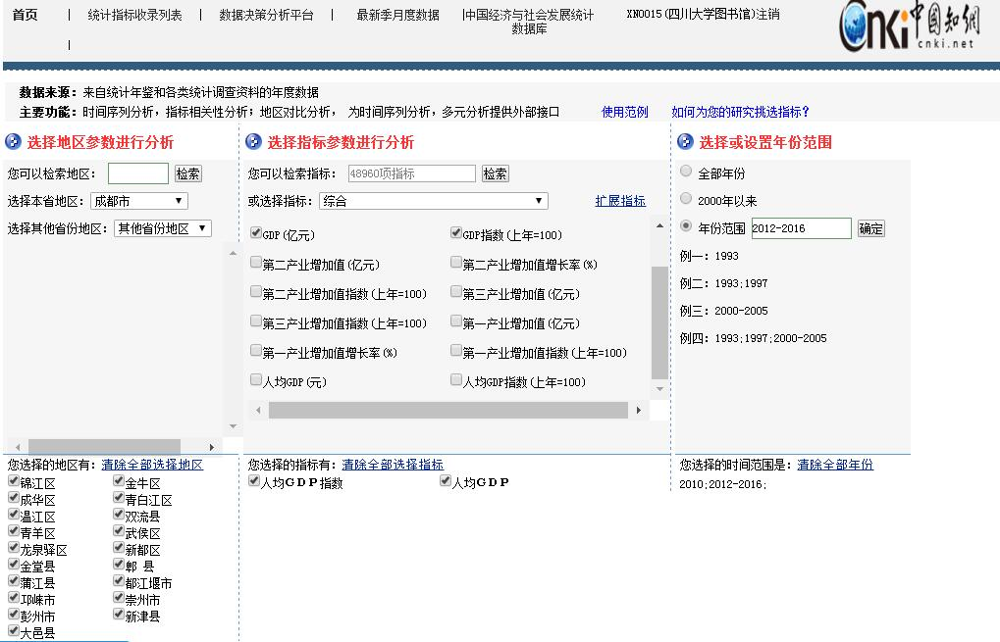 首页 | 统计指标收录列表 | 数据决策分析平台 | 最新季月度数据 |中国经济与社会发展统计数据库 XN0015(四川大学图书馆)注销
|
cnki中国知网
cnki.net
数据来源：来自统计年鉴和各类统计调查资料的年度数据
主要功能：时间序列分析，指标相关性分析；地区对比分析， 为时间序列分析，多元分析提供外部接口 使用范例 如何为您的研究挑选指标？
选择地区参数进行分析
您可以检索地区： 检索
选择本省地区： 成都市
选择其他省份地区： 其他省份地区
选择指标参数进行分析
您可以检索指标： 48960项指标 检索
或选择指标： 综合 扩展指标
GDP(亿元) GDP指数(上年=100)
第二产业增加值(亿元) 第二产业增加值增长率(%)
第二产业增加值指数(上年=100) 第三产业增加值(亿元)
第三产业增加值指数(上年=100) 第一产业增加值(亿元)
第一产业增加值增长率(%) 第一产业增加值指数(上年=100)
人均GDP(元) 人均GDP指数(上年=100)
选择或设置年份范围
全部年份
2000年以来
年份范围 2012-2016 确定
例一：1993
例二：1993;1997
例三：2000-2005
例四：1993;1997;2000-2005
您选择的地区有：清除全部选择地区
锦江区 金牛区
成华区 青白江区
温江区 双流县
青羊区 武侯区
龙泉驿区 新都区
金堂县 郫 县
蒲江县 都江堰市
邛崃市 崇州市
彭州市 新津县
大邑县
您选择的指标有：清除全部选择指标
人均ＧＤＰ指数 人均ＧＤＰ
您选择的时间范围是：清除全部年份
2010;2012-2016;